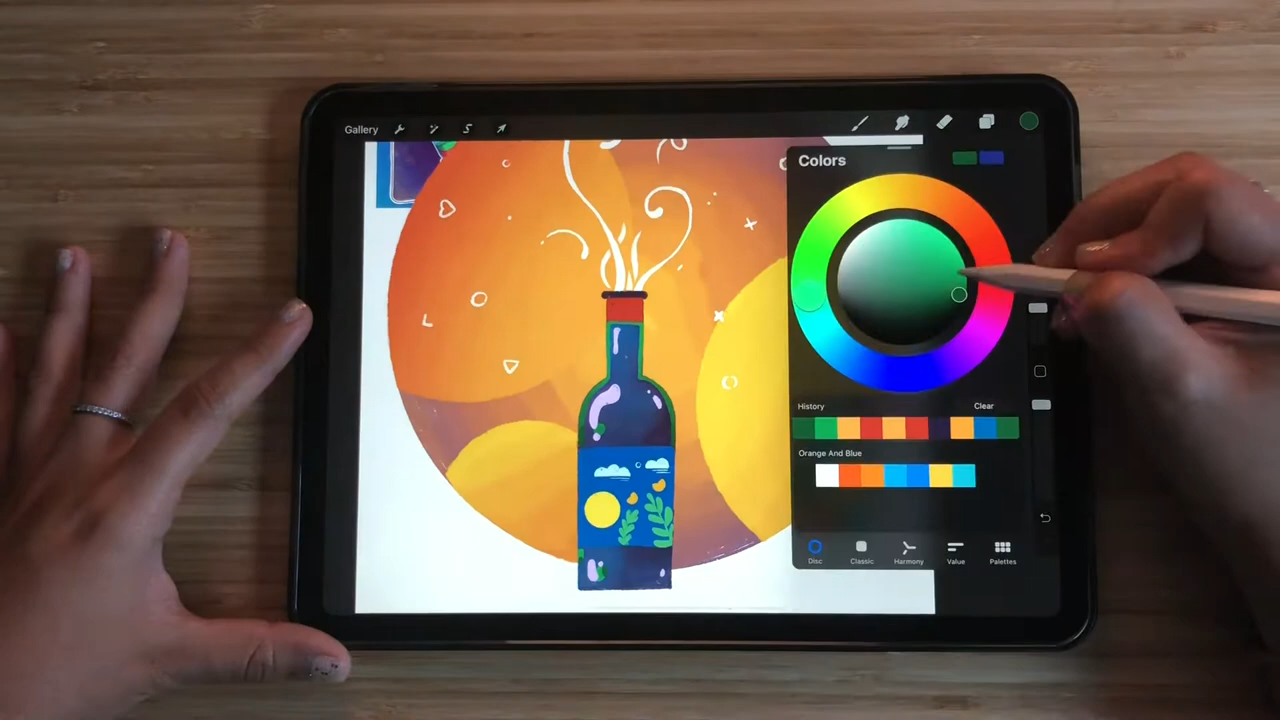 Gallery
Colors
History Clear
Orange And Blue
Disc Classic Harmony Value Palettes